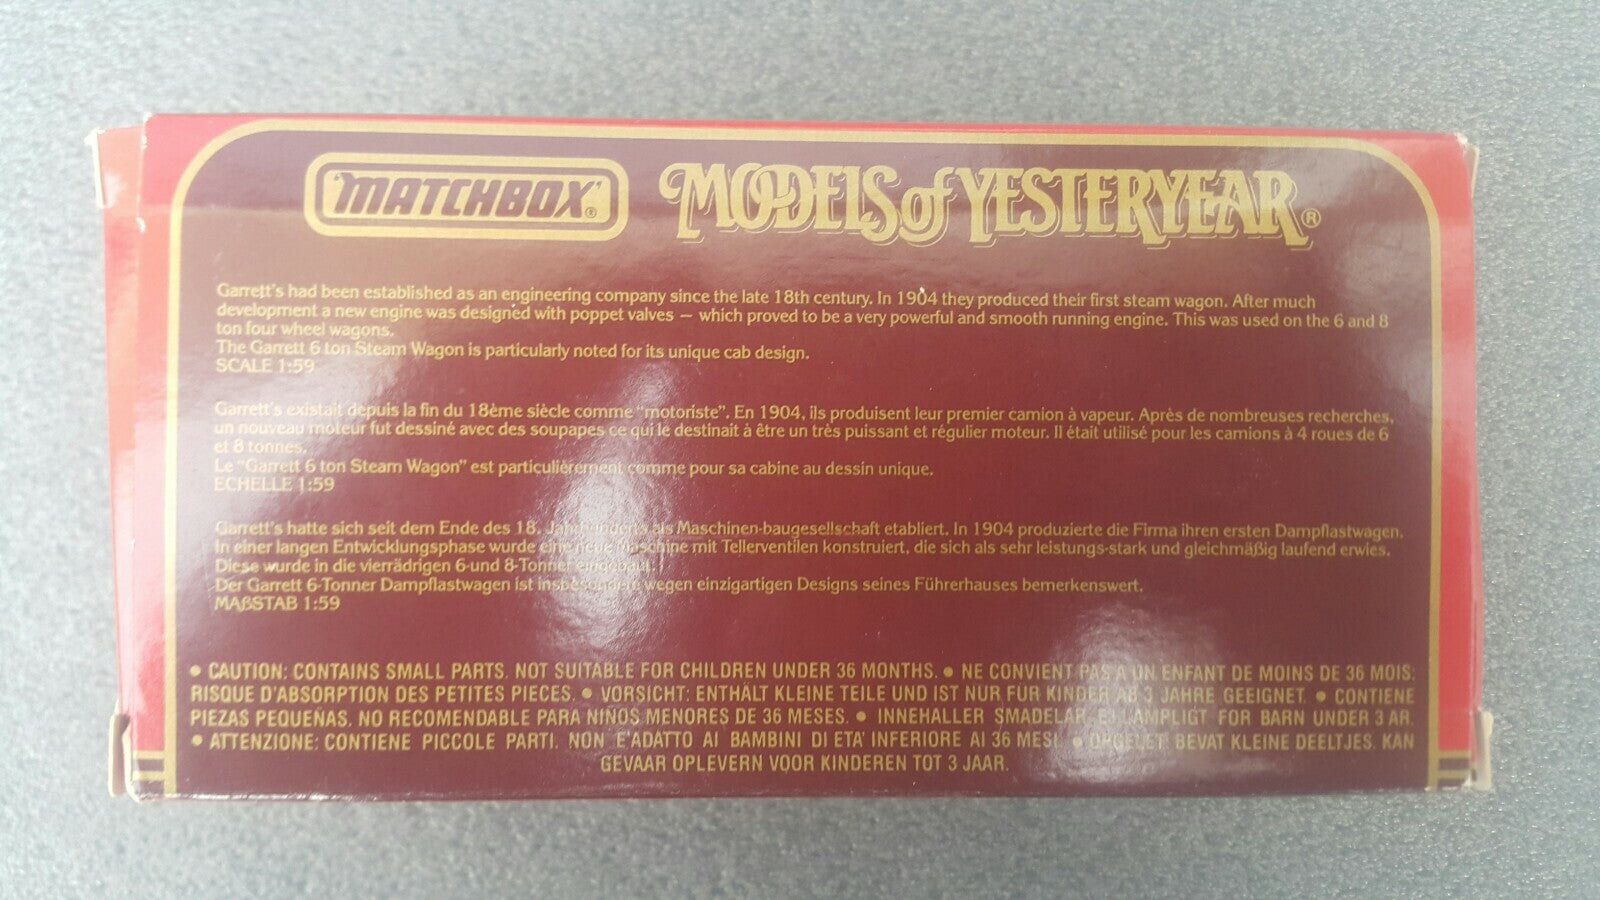 "MATCHBOX"® MODELS of YESTERYEAR®
Garrett's had been established as an engineering company since the late 18th century. In 1904 they produced their first steam wagon. After much
development a new engine was designed with poppet valves — which proved to be a very powerful and smooth running engine. This was used on the 6 and 8
ton four wheel wagons.
The Garrett 6 ton Steam Wagon is particularly noted for its unique cab design.
SCALE 1:59
Garrett's existait depuis la fin du 18ème siècle comme "motoriste". En 1904, ils produisent leur premier camion à vapeur. Après de nombreuses recherches,
un nouveau moteur fut dessiné avec des soupapes ce qui le destinait à être un très puissant et régulier moteur. Il était utilisé pour les camions à 4 roues de 6
et 8 tonnes.
Le "Garrett 6 ton Steam Wagon" est particulièrement comme pour sa cabine au dessin unique.
ECHELLE 1:59
Garrett's hatte sich seit dem Ende des 18. Jahrhunderts als Maschinen-baugesellschaft etabliert. In 1904 produzierte die Firma ihren ersten Dampflastwagen.
In einer langen Entwicklungsphase wurde eine neue Maschine mit Tellerventilen konstruiert, die sich als sehr leistungs-stark und gleichmäßig laufend erwies.
Diese wurde in die vierrädrigen 6-und 8-Tonner eingebaut.
Der Garrett 6-Tonner Dampflastwagen ist insbesondere wegen einzigartigen Designs seines Führerhauses bemerkenswert.
MAßSTAB 1:59
• CAUTION: CONTAINS SMALL PARTS. NOT SUITABLE FOR CHILDREN UNDER 36 MONTHS. • NE CONVIENT PAS A UN ENFANT DE MOINS DE 36 MOIS:
RISQUE D'ABSORPTION DES PETITES PIECES. • VORSICHT: ENTHÄLT KLEINE TEILE UND IST NUR FÜR KINDER AB 3 JAHRE GEEIGNET. • CONTIENE
PIEZAS PEQUEÑAS. NO RECOMENDABLE PARA NIÑOS MENORES DE 36 MESES. • INNEHALLER SMADELAR, EJ LAMPLIGT FOR BARN UNDER 3 AR.
• ATTENZIONE: CONTIENE PICCOLE PARTI. NON E'ADATTO AI BAMBINI DI ETA' INFERIORE AI 36 MESI. • OPGELET: BEVAT KLEINE DEELTJES. KAN
GEVAAR OPLEVERN VOOR KINDEREN TOT 3 JAAR.